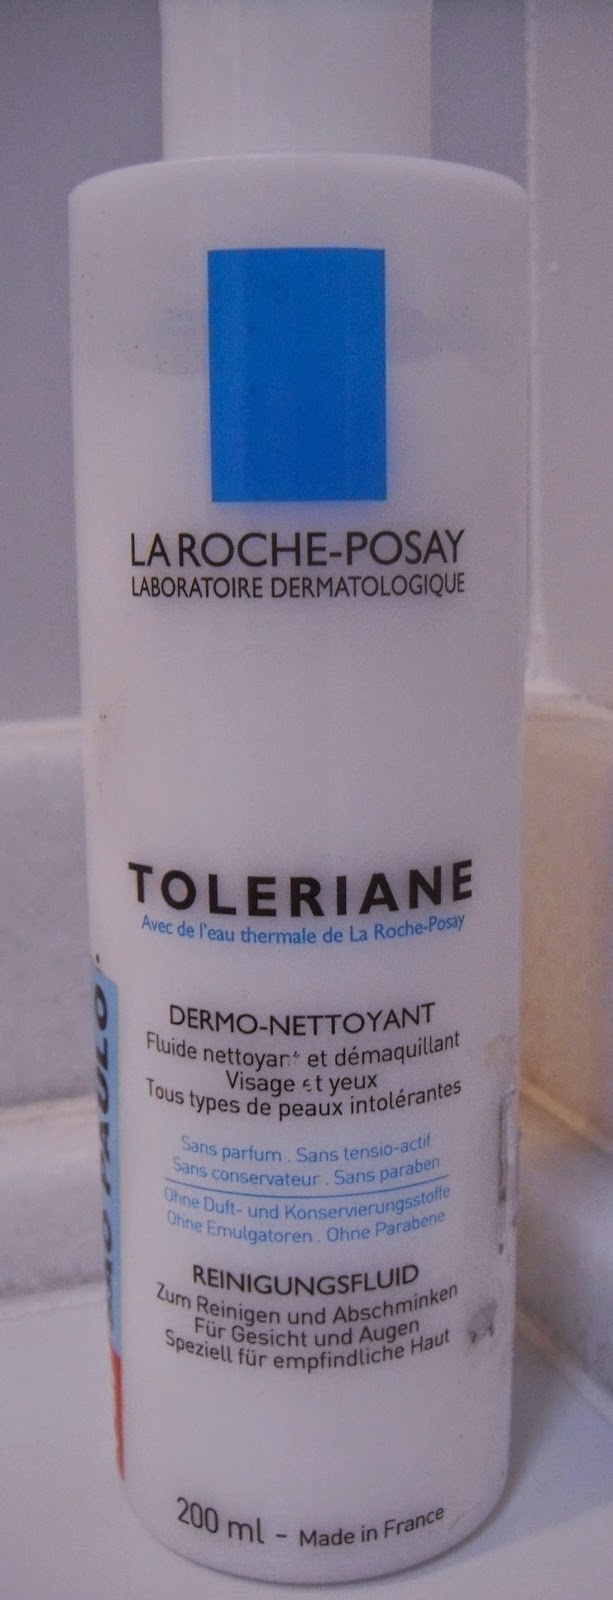 LA ROCHE-POSAY
LABORATOIRE DERMATOLOGIQUE
TOLERIANE
Avec de l'eau thermale de La Roche-Posay
DERMO-NETTOYANT
Fluide nettoyant et démaquillant
Visage et yeux
Tous types de peaux intolérantes
Sans parfum . Sans tensio-actif
Sans conservateur . Sans paraben
Ohne Duft- und Konservierungsstoffe
Ohne Emulgatoren . Ohne Parabene
REINIGUNGSFLUID
Zum Reinigen und Abschminken
Für Gesicht und Augen
Speziell für empfindliche Haut
200 ml - Made in France
PAULO